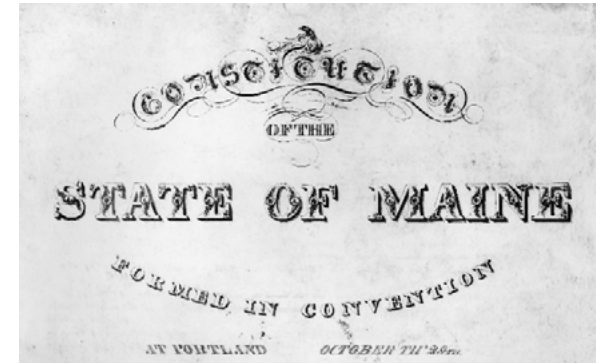 CONSTITUTION
OF THE
STATE OF MAINE
FORMED IN CONVENTION
AT PORTLAND OCTOBER